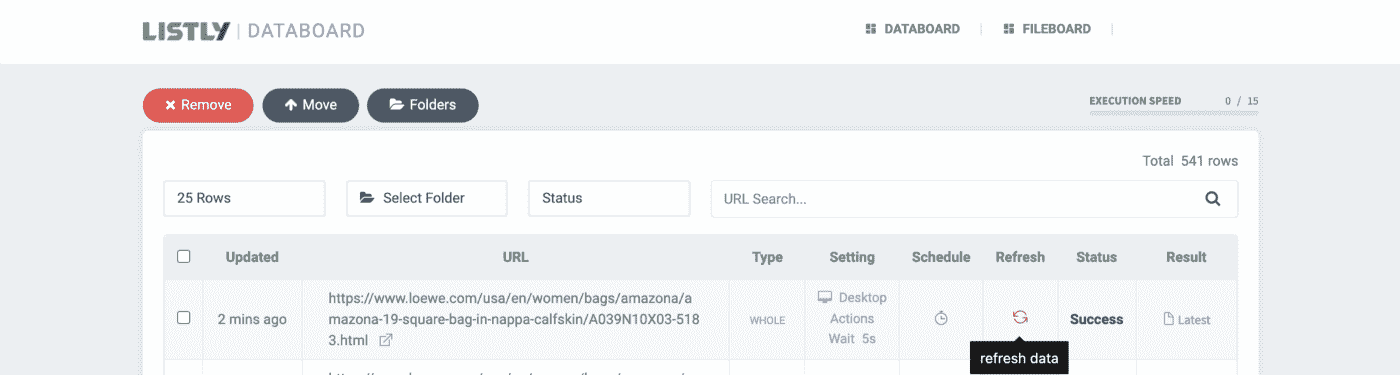 LISTLY | DATABOARD
DATABOARD | FILEBOARD |
Remove
Move
Folders
EXECUTION SPEED 0 / 15
Total 541 rows
25 Rows
Select Folder
Status
URL Search...
Updated URL Type Setting Schedule Refresh Status Result
2 mins ago
https://www.loewe.com/usa/en/women/bags/amazona/a
mazona-19-square-bag-in-nappa-calfskin/A039N10X03-518
3.html
WHOLE
Desktop
Actions
Wait 5s
Success
Latest
refresh data